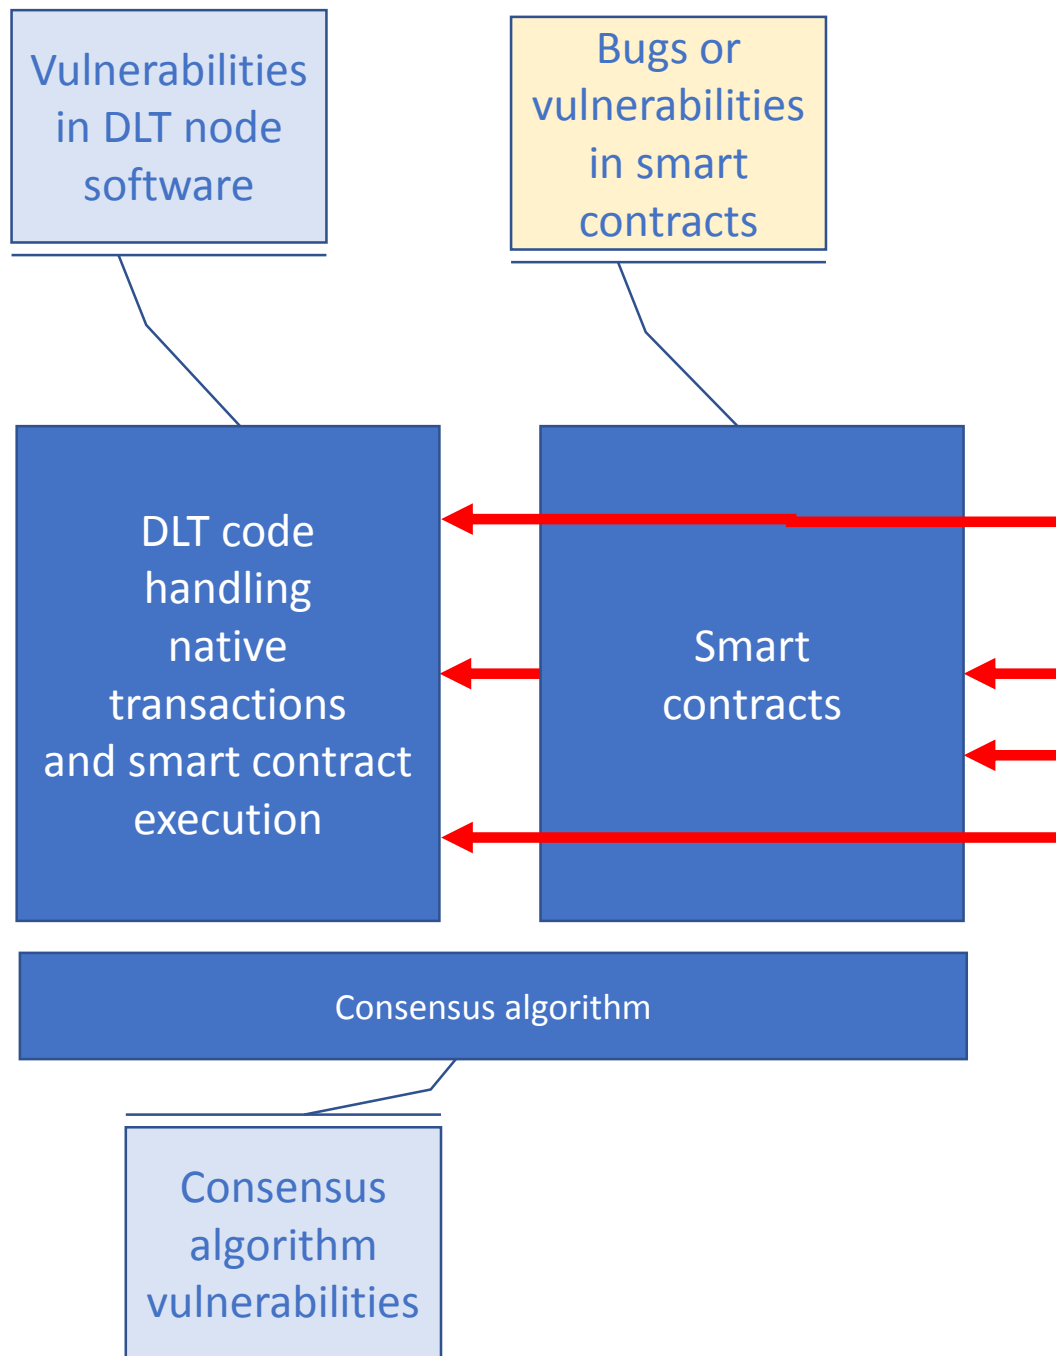 Vulnerabilities
in DLT node
software
Bugs or
vulnerabilities
in smart
contracts
DLT code
handling
native
transactions
and smart contract
execution
Smart
contracts
Consensus algorithm
Consensus
algorithm
vulnerabilities